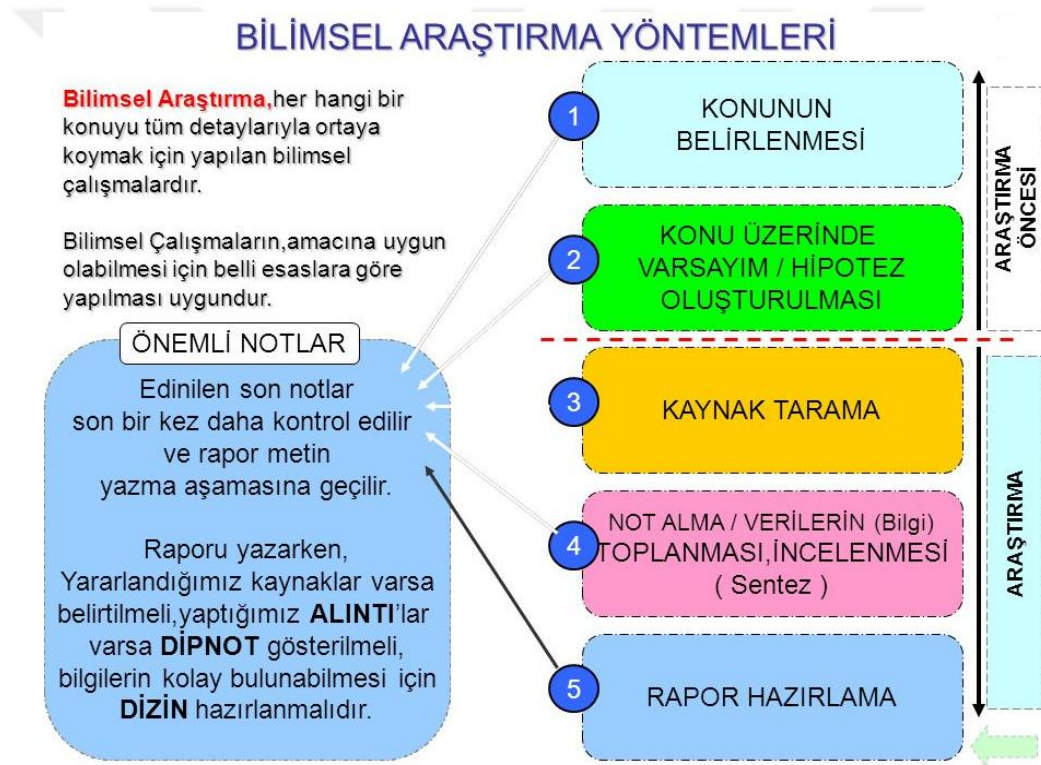 BİLİMSEL ARAŞTIRMA YÖNTEMLERİ
Bilimsel Araştırma,her hangi bir
konuyu tüm detaylarıyla ortaya
koymak için yapılan bilimsel
çalışmalardır.
Bilimsel Çalışmaların,amacına uygun
olabilmesi için belli esaslara göre
yapılması uygundur.
ÖNEMLİ NOTLAR
Edinilen son notlar
son bir kez daha kontrol edilir
ve rapor metin
yazma aşamasına geçilir.
Raporu yazarken,
Yararlandığımız kaynaklar varsa
belirtilmeli,yaptığımız ALINTI’lar
varsa DİPNOT gösterilmeli,
bilgilerin kolay bulunabilmesi için
DİZİN hazırlanmalıdır.
1
KONUNUN
BELİRLENMESİ
2
KONU ÜZERİNDE
VARSAYIM / HİPOTEZ
OLUŞTURULMASI
3
KAYNAK TARAMA
4
NOT ALMA / VERİLERİN (Bilgi)
TOPLANMASI,İNCELENMESİ
( Sentez )
5
RAPOR HAZIRLAMA
ARAŞTIRMA
ÖNCESİ
ARAŞTIRMA